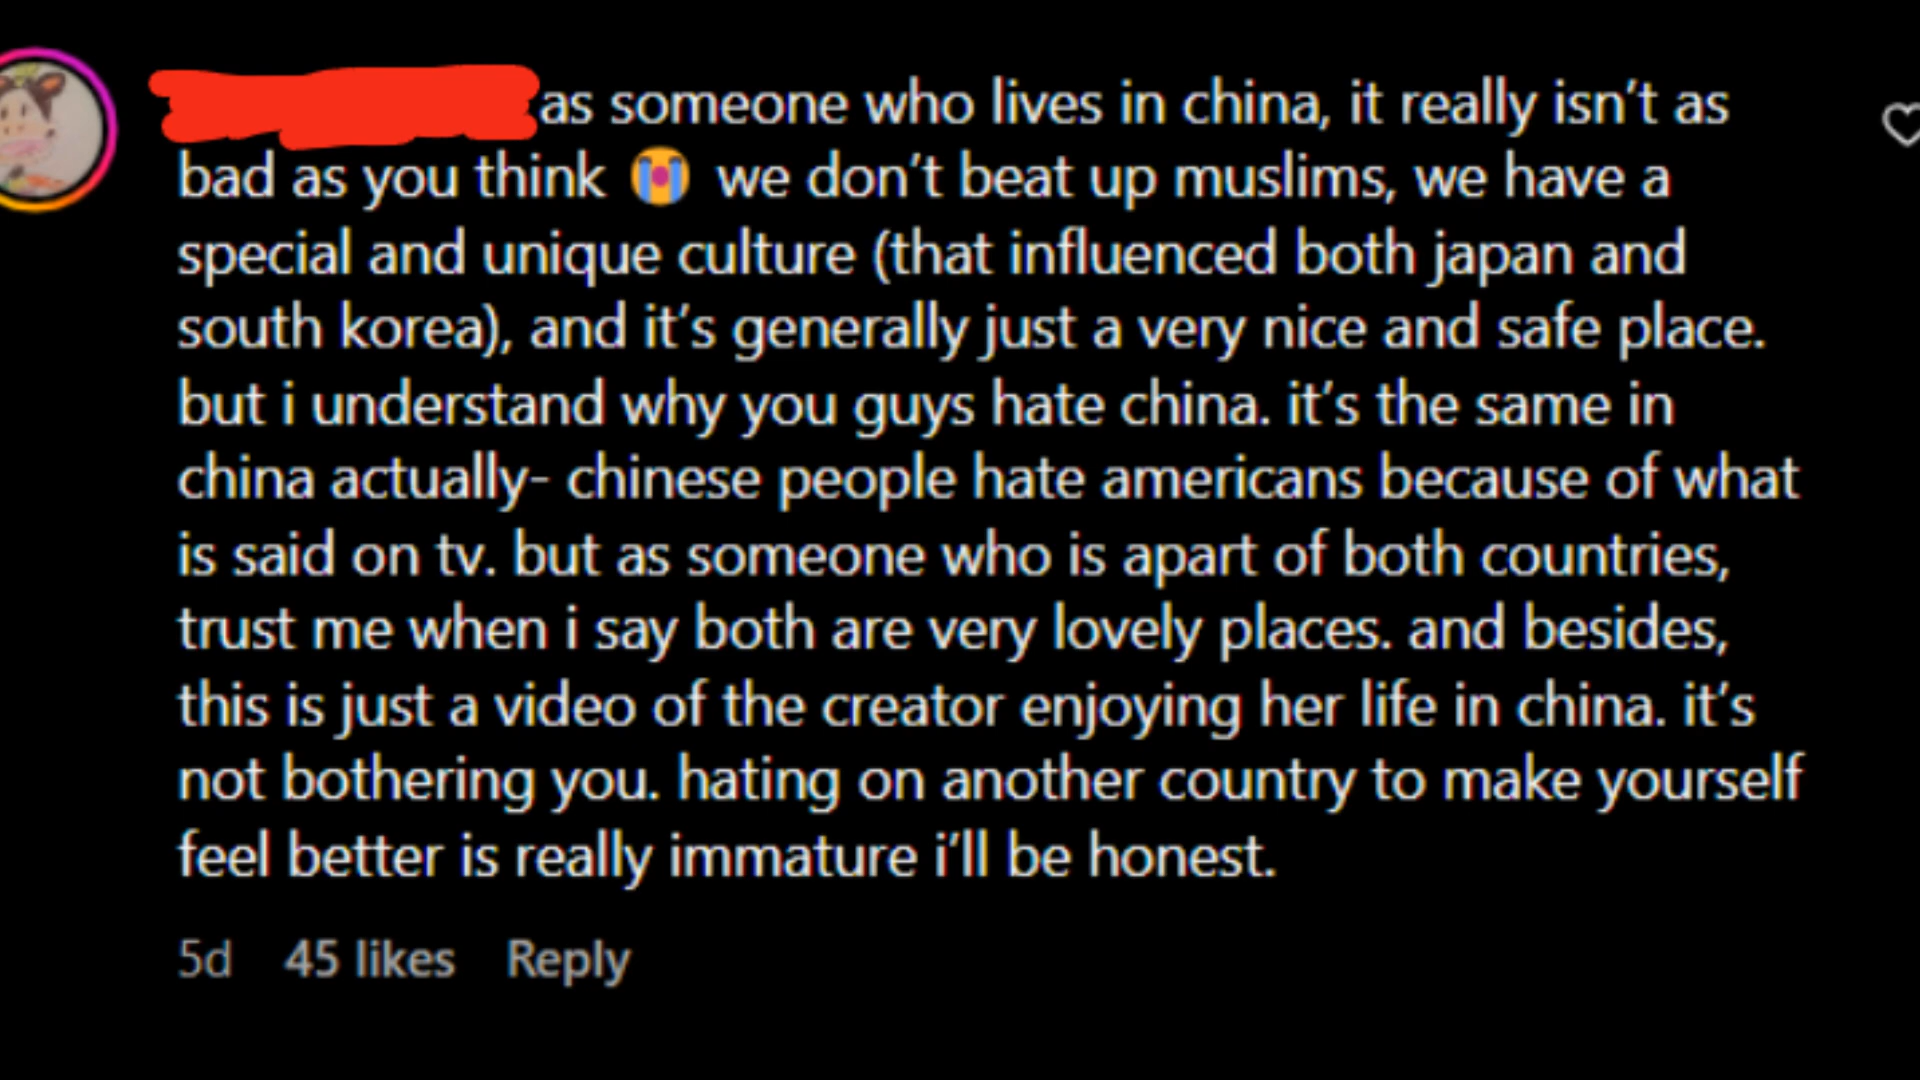 as someone who lives in china, it really isn't as
bad as you think 😭 we don't beat up muslims, we have a
special and unique culture (that influenced both japan and
south korea), and it's generally just a very nice and safe place.
but i understand why you guys hate china. it's the same in
china actually- chinese people hate americans because of what
is said on tv. but as someone who is apart of both countries,
trust me when i say both are very lovely places. and besides,
this is just a video of the creator enjoying her life in china. it's
not bothering you. hating on another country to make yourself
feel better is really immature i'll be honest.
5d 45 likes Reply